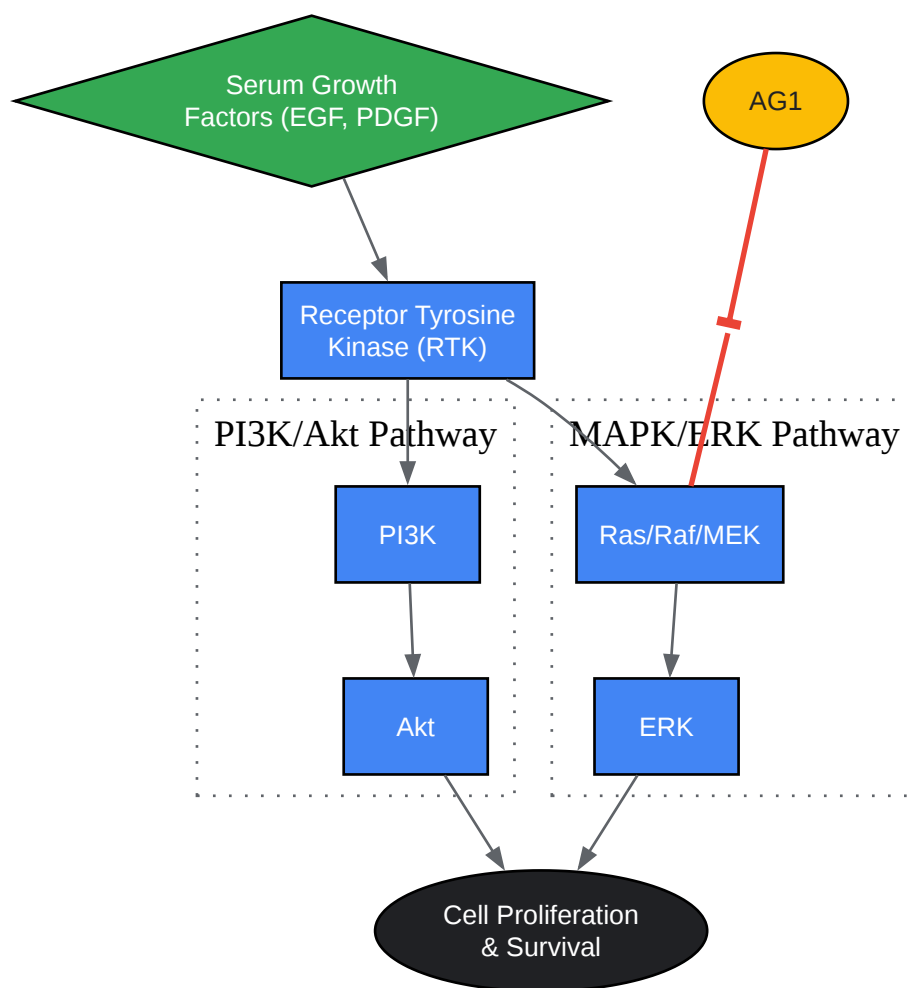 Serum Growth
Factors (EGF, PDGF)
AG1
Receptor Tyrosine
Kinase (RTK)
PI3K/Akt Pathway
MAPK/ERK Pathway
PI3K
Ras/Raf/MEK
Akt
ERK
Cell Proliferation
& Survival